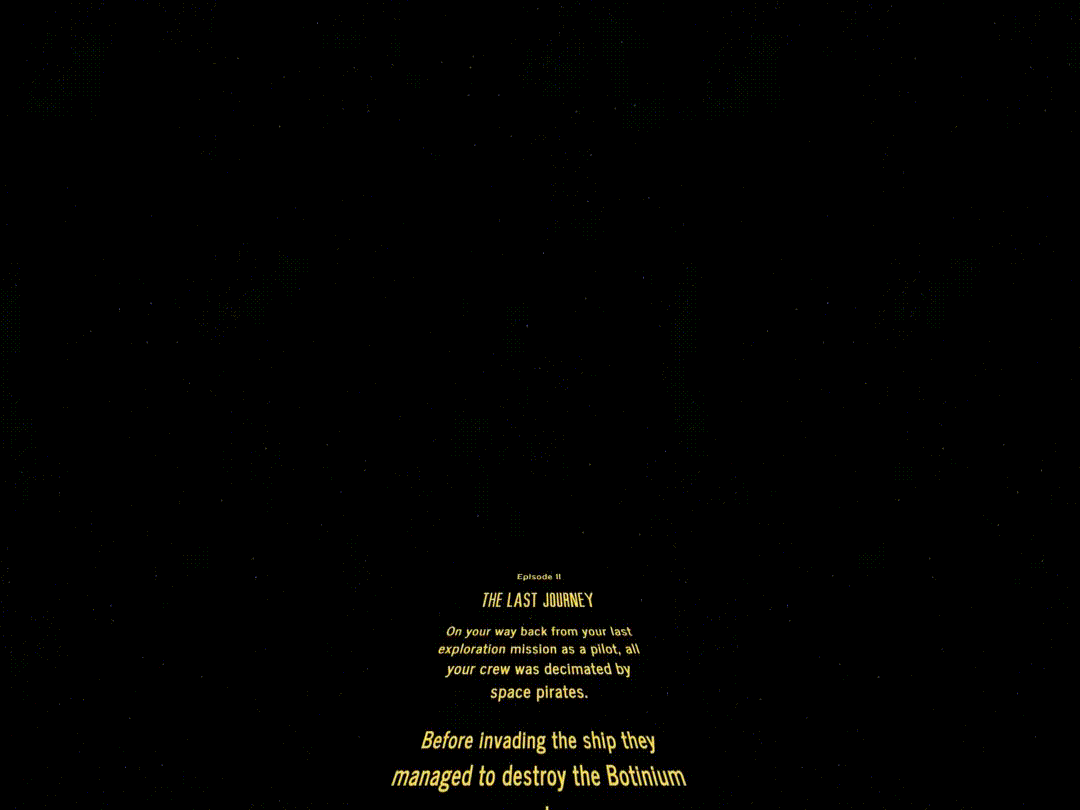 Episode II
THE LAST JOURNEY
On your way back from your last
exploration mission as a pilot, all
your crew was decimated by
space pirates.
Before invading the ship they
managed to destroy the Botinium